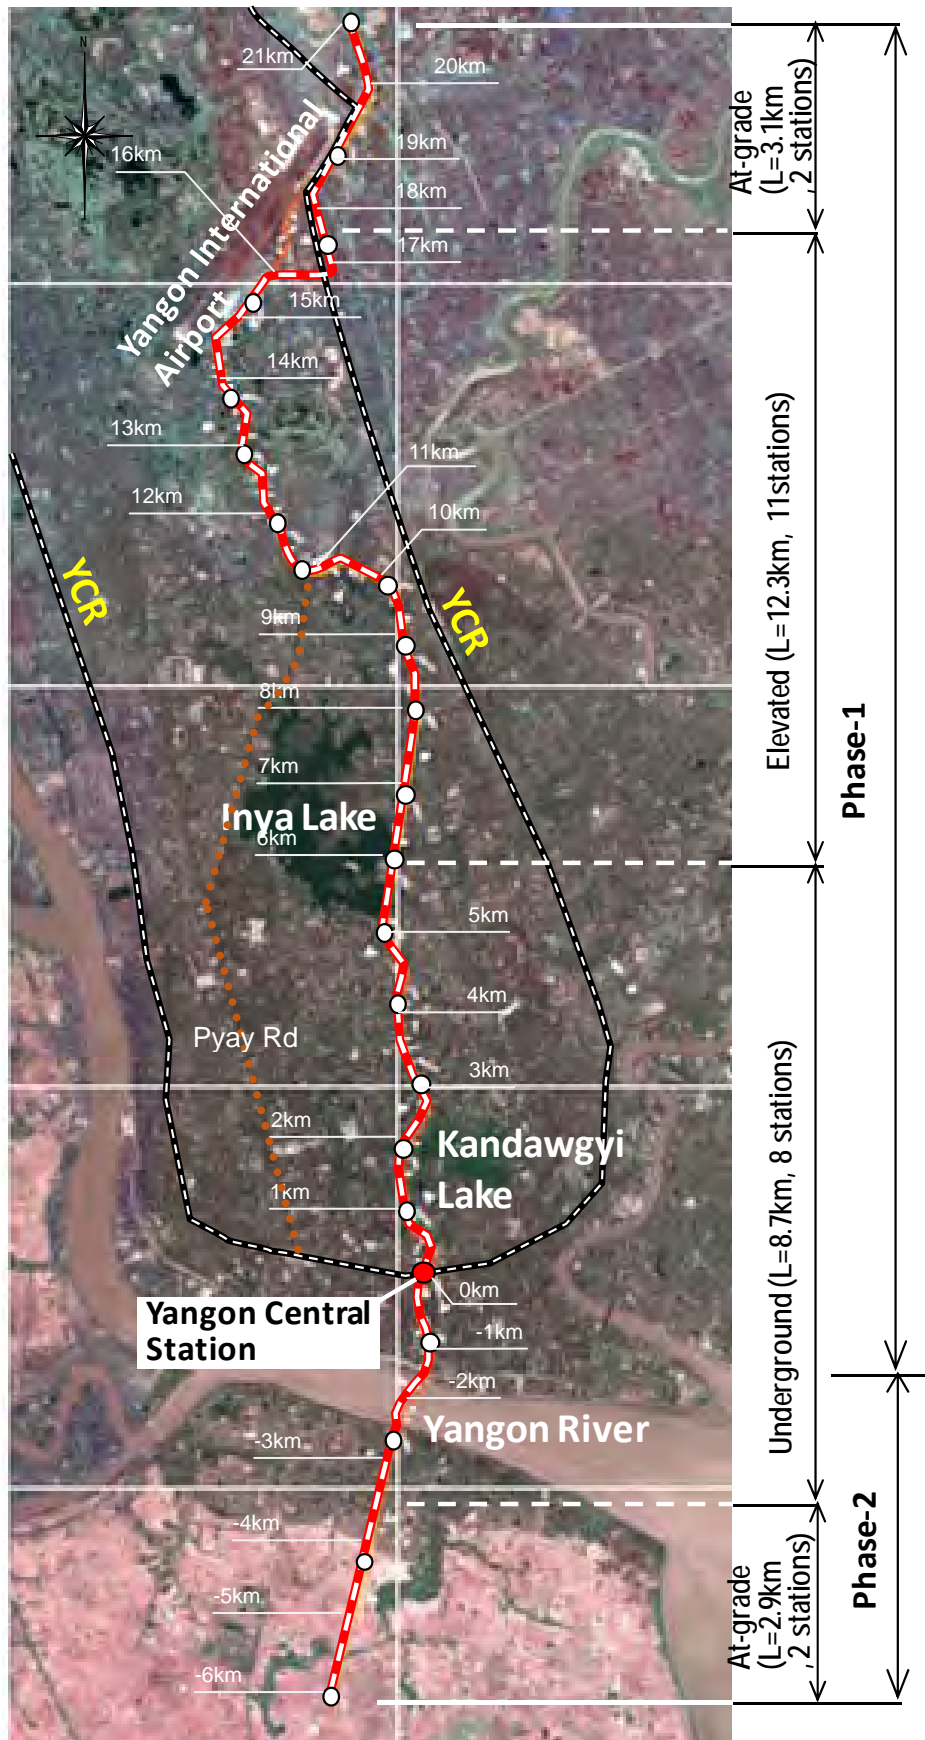 N
21km
20km
At-grade
(L=3.1km
, 2 stations)
19km
16km
18km
17km
Yangon International
Airport
15km
14km
13km
11km
12km
10km
Elevated (L=12.3km, 11stations)
YCR
YCR
9km
8km
7km
Inya Lake
6km
Phase-1
5km
4km
Pyay Rd
3km
2km
Kandawgyi
Lake
1km
Underground (L=8.7km, 8 stations)
0km
Yangon Central
Station
-1km
-2km
Yangon River
-3km
-4km
-5km
-6km
Phase-2
At-grade
(L=2.9km
, 2 stations)